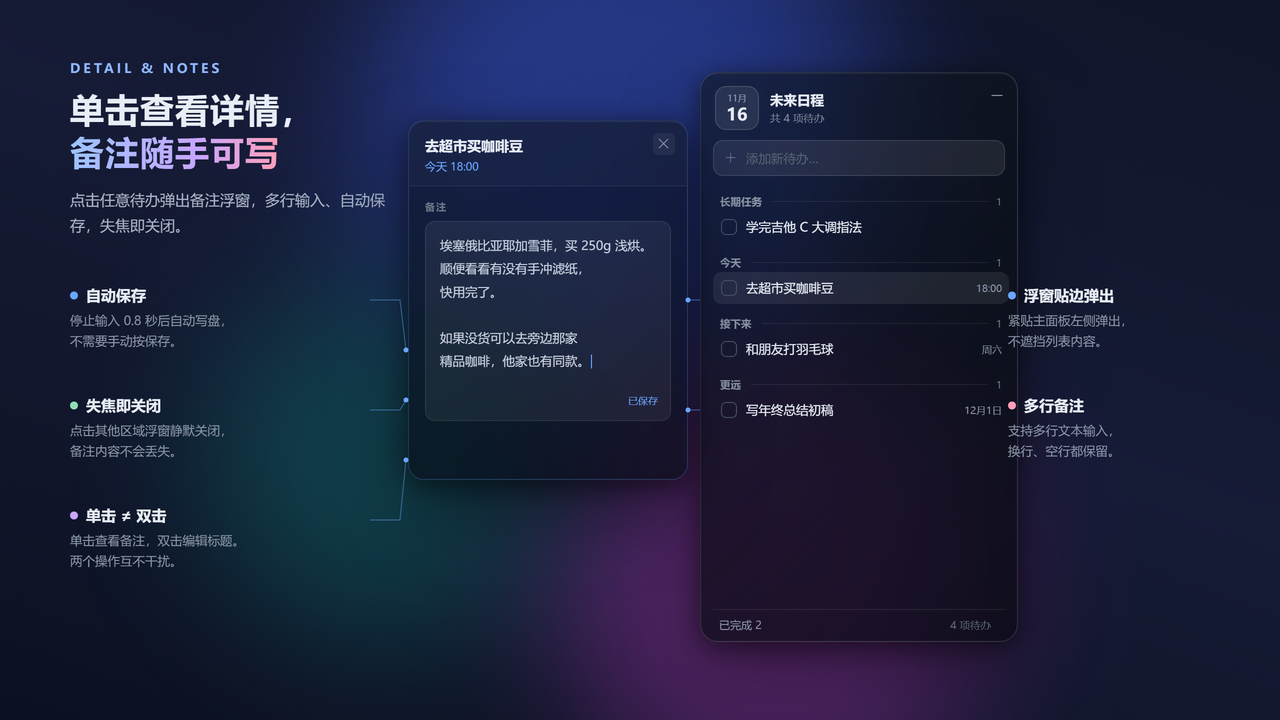 DETAIL & NOTES
单击查看详情，
备注随手可写
点击任意待办弹出备注浮窗，多行输入、自动保
存，失焦即关闭。
自动保存
停止输入 0.8 秒后自动写盘，
不需要手动按保存。
失焦即关闭
点击其他区域浮窗静默关闭，
备注内容不会丢失。
单击 ≠ 双击
单击查看备注，双击编辑标题。
两个操作互不干扰。
去超市买咖啡豆
今天 18:00
备注
埃塞俄比亚耶加雪菲，买 250g 浅烘。
顺便看看有没有手冲滤纸，
快用完了。
如果没货可以去旁边那家
精品咖啡，他家也有同款。
已保存
11月
16
未来日程
共 4 项待办
添加新待办...
长期任务 1
学完吉他 C 大调指法
今天 1
去超市买咖啡豆 18:00
接下来 1
和朋友打羽毛球 周六
更远 1
写年终总结初稿 12月1日
已完成 2 4 项待办
浮窗贴边弹出
紧贴主面板左侧弹出，
不遮挡列表内容。
多行备注
支持多行文本输入，
换行、空行都保留。